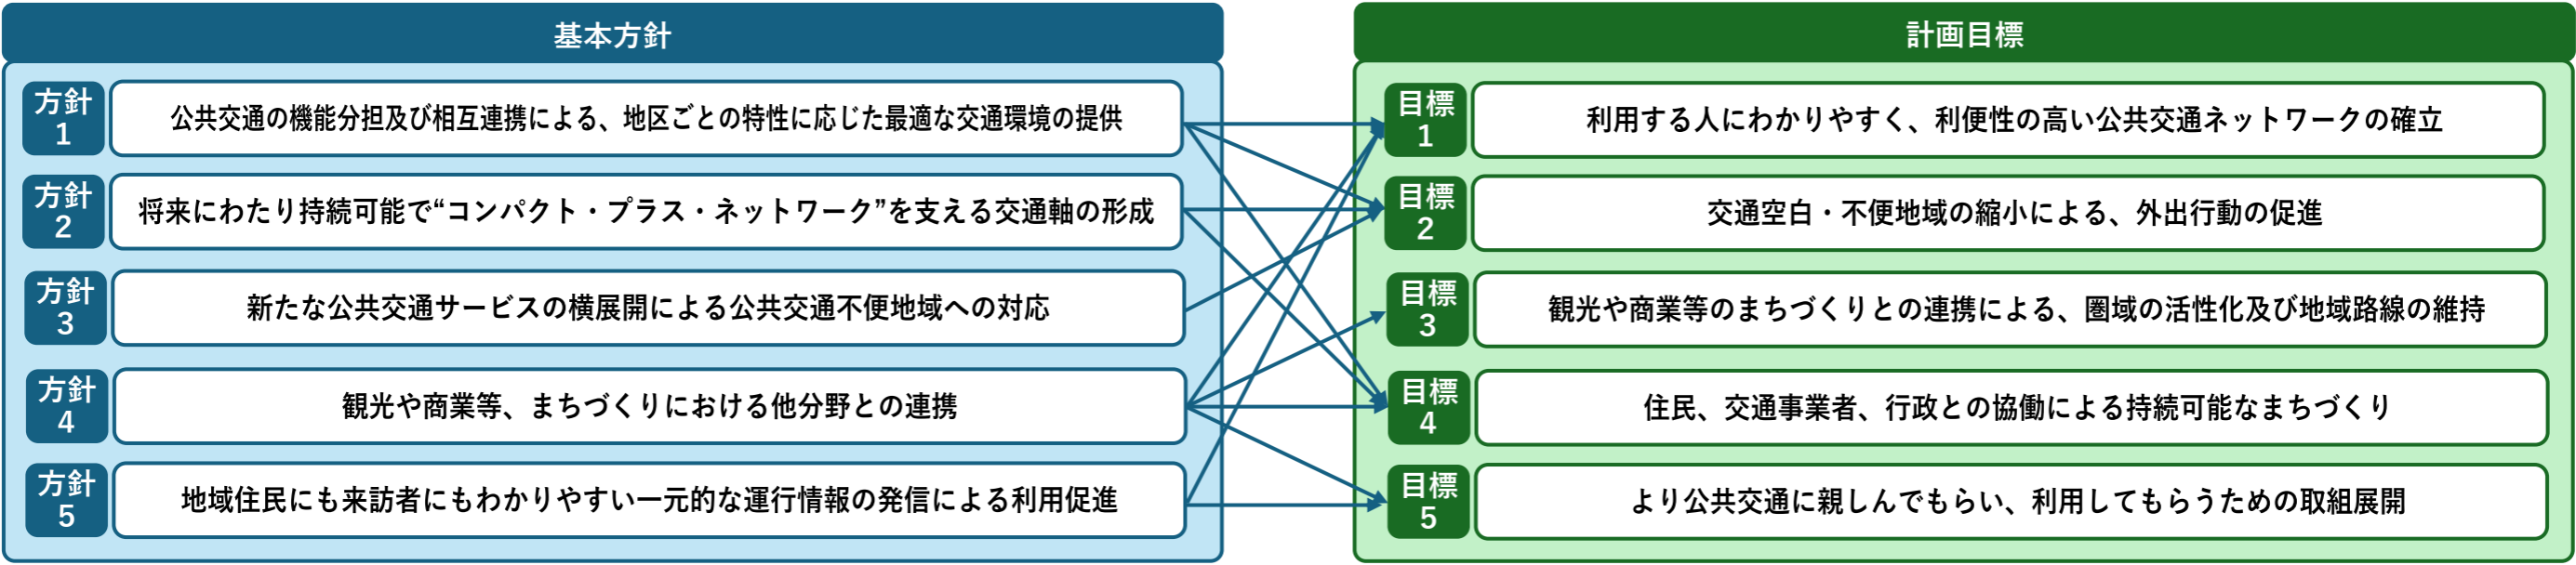 基本方針
方針
1
公共交通の機能分担及び相互連携による、地区ごとの特性に応じた最適な交通環境の提供
方針
2
将来にわたり持続可能で“コンパクト・プラス・ネットワーク”を支える交通軸の形成
方針
3
新たな公共交通サービスの横展開による公共交通不便地域への対応
方針
4
観光や商業等、まちづくりにおける他分野との連携
方針
5
地域住民にも来訪者にもわかりやすい一元的な運行情報の発信による利用促進
計画目標
目標
1
利用する人にわかりやすく、利便性の高い公共交通ネットワークの確立
目標
2
交通空白・不便地域の縮小による、外出行動の促進
目標
3
観光や商業等のまちづくりとの連携による、圏域の活性化及び地域路線の維持
目標
4
住民、交通事業者、行政との協働による持続可能なまちづくり
目標
5
より公共交通に親しんでもらい、利用してもらうための取組展開